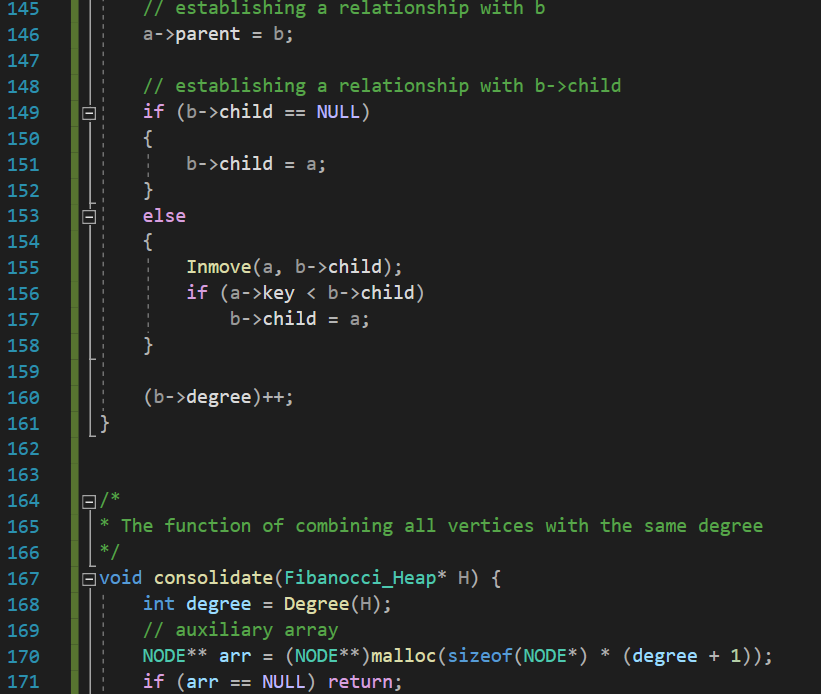 145 // establishing a relationship with b
146 a->parent = b;
147
148 // establishing a relationship with b->child
149 if (b->child == NULL)
150 {
151 b->child = a;
152 }
153 else
154 {
155 Inmove(a, b->child);
156 if (a->key < b->child)
157 b->child = a;
158 }
159
160 (b->degree)++;
161 }
162
163
164 /*
165 * The function of combining all vertices with the same degree
166 */
167 void consolidate(Fibanocci_Heap* H) {
168 int degree = Degree(H);
169 // auxiliary array
170 NODE** arr = (NODE**)malloc(sizeof(NODE*) * (degree + 1));
171 if (arr == NULL) return;